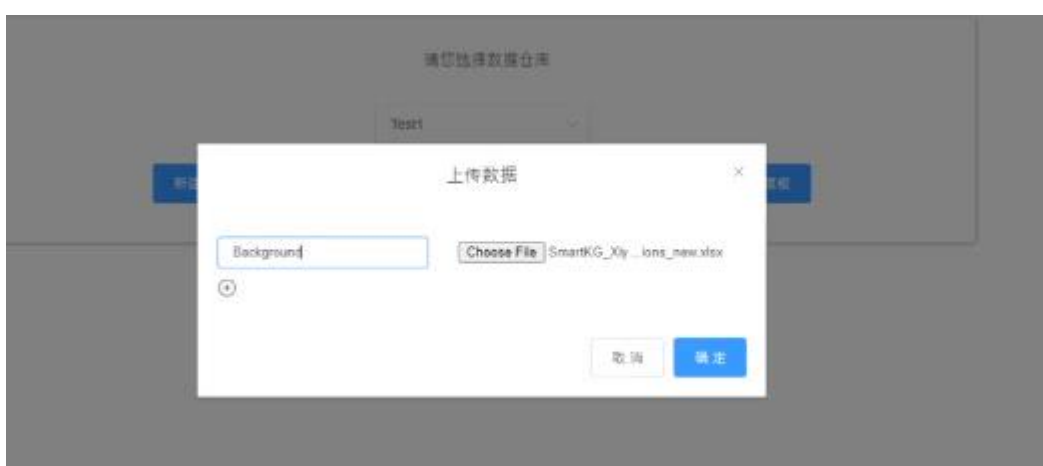 请您选择数据仓库
Test1
上传数据
Background
Choose File SmartKG_Xiy...ions_new.xlsx
取消
确定